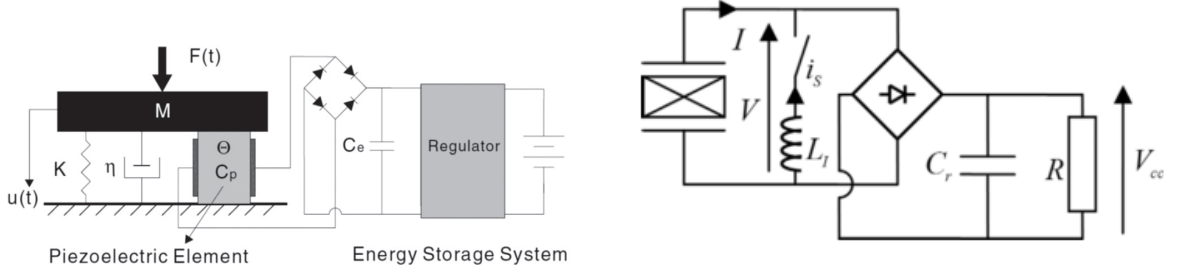 F(t)
M
K
η
Θ
Cp
u(t)
Ce
Regulator
Piezoelectric Element
Energy Storage System
I
V
iS
LI
Cr
R
Vcc